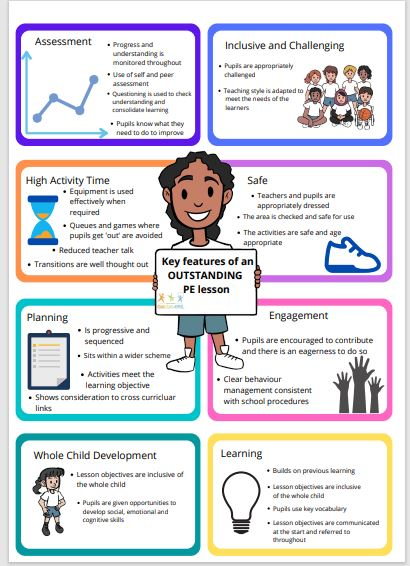 Assessment
Progress and
understanding is
monitored throughout
Use of self and peer
assessment
Questioning is used to check
understanding and
consolidate learning
Pupils know what they
need to do to improve
Inclusive and Challenging
Pupils are appropriately
challenged
Teaching style is adapted to
meet the needs of the
learners
High Activity Time
Equipment is used
effectively when
required
Queues and games where
pupils get 'out' are avoided
Reduced teacher talk
Transitions are well thought out
Safe
Teachers and pupils are
appropriately dressed
The area is checked and safe for use
The activities are safe and age
appropriate
Key features of an
OUTSTANDING
PE lesson
Planning
Is progressive and
sequenced
Sits within a wider scheme
Activities meet the
learning objective
Shows consideration to cross curricluar
links
Engagement
Pupils are encouraged to contribute
and there is an eagerness to do so
Clear behaviour
management consistent
with school procedures
Whole Child Development
Lesson objectives are inclusive of
the whole child
Pupils are given opportunities to
develop social, emotional and
cognitive skills
Learning
Builds on previous learning
Lesson objectives are inclusive
of the whole child
Pupils use key vocabulary
Lesson objectives are communicated
at the start and referred to
throughout